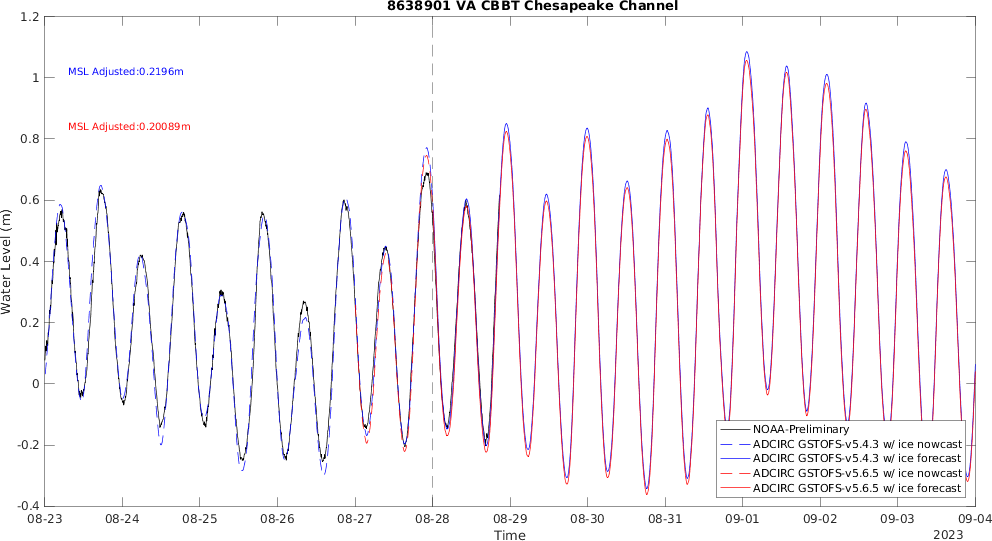 8638901 VA CBBT Chesapeake Channel
1.2
1
0.8
0.6
0.4
0.2
0
-0.2
-0.4
Water Level (m)
MSL Adjusted:0.2196m
MSL Adjusted:0.20089m
NOAA-Preliminary
ADCIRC GSTOFS-v5.4.3 w/ ice nowcast
ADCIRC GSTOFS-v5.4.3 w/ ice forecast
ADCIRC GSTOFS-v5.6.5 w/ ice nowcast
ADCIRC GSTOFS-v5.6.5 w/ ice forecast
08-23 08-24 08-25 08-26 08-27 08-28 08-29 08-30 08-31 09-01 09-02 09-03 09-04
Time
2023